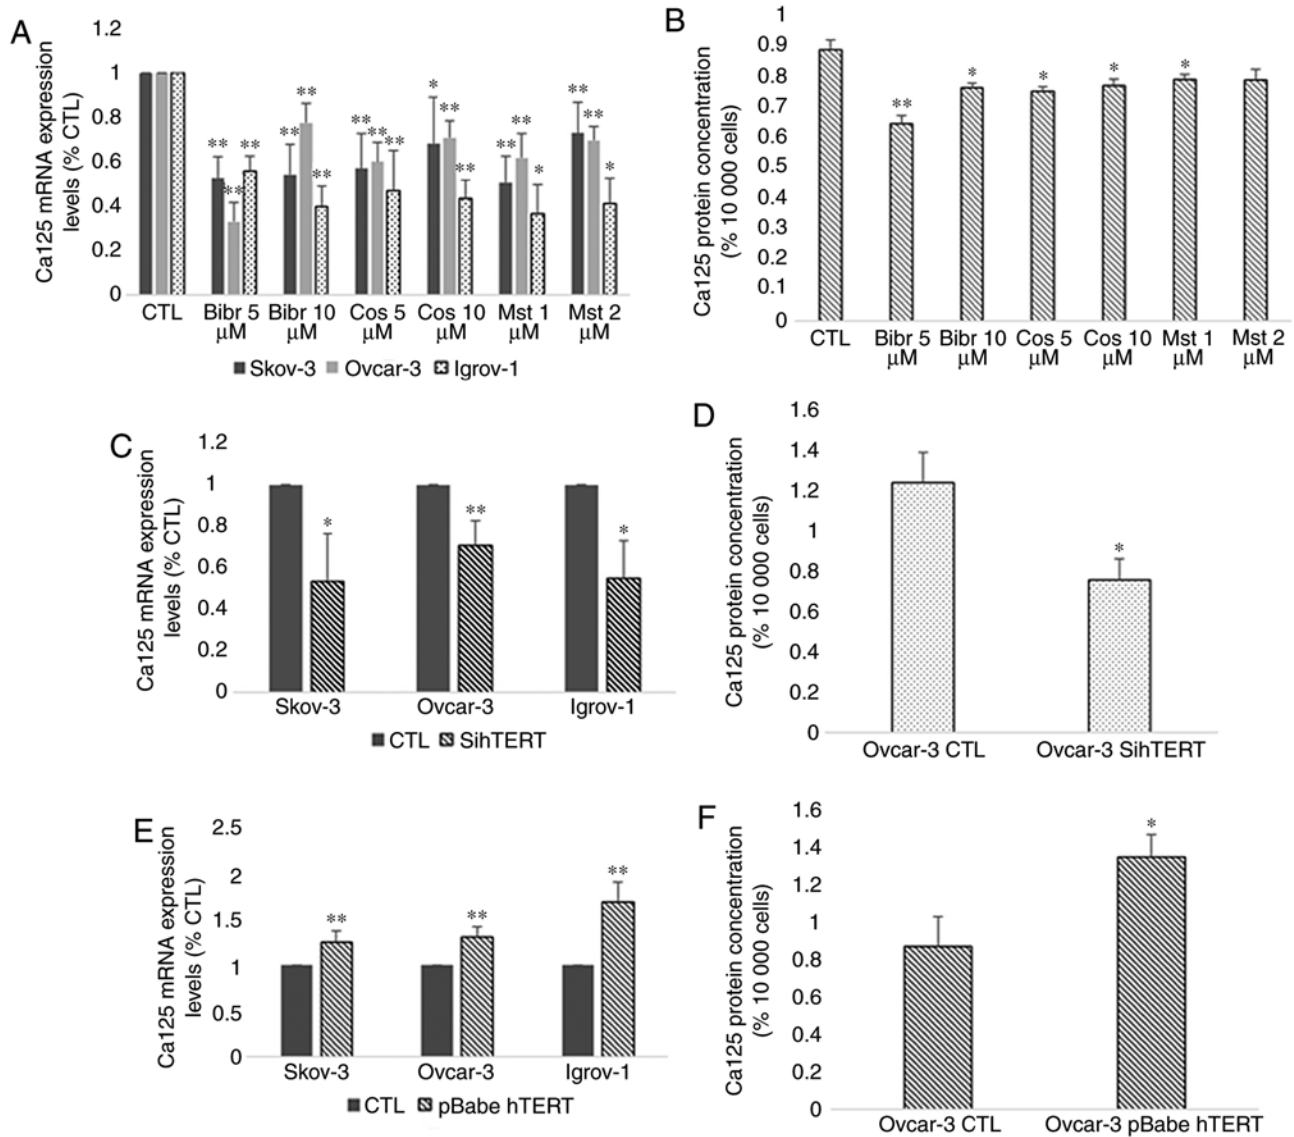 A
Ca125 mRNA expression
levels (% CTL)
1.2
1
0.8
0.6
0.4
0.2
0
** ** **
** ** **
** ** **
* ** **
** ** *
** ** *
CTL Bibr 5 Bibr 10 Cos 5 Cos 10 Mst 1 Mst 2
μM μM μM μM μM μM
Skov-3 Ovcar-3 Igrov-1
B
Ca125 protein concentration
(% 10 000 cells)
1
0.9
0.8
0.7
0.6
0.5
0.4
0.3
0.2
0.1
0
** * * * *
CTL Bibr 5 Bibr 10 Cos 5 Cos 10 Mst 1 Mst 2
μM μM μM μM μM μM
C
Ca125 mRNA expression
levels (% CTL)
1.2
1
0.8
0.6
0.4
0.2
0
* ** *
Skov-3 Ovcar-3 Igrov-1
CTL SihTERT
D
Ca125 protein concentration
(% 10 000 cells)
1.6
1.4
1.2
1
0.8
0.6
0.4
0.2
0
*
Ovcar-3 CTL Ovcar-3 SihTERT
E
Ca125 mRNA expression
levels (% CTL)
2.5
2
1.5
1
0.5
0
** ** **
Skov-3 Ovcar-3 Igrov-1
CTL pBabe hTERT
F
Ca125 protein concentration
(% 10 000 cells)
1.6
1.4
1.2
1
0.8
0.6
0.4
0.2
0
*
Ovcar-3 CTL Ovcar-3 pBabe hTERT